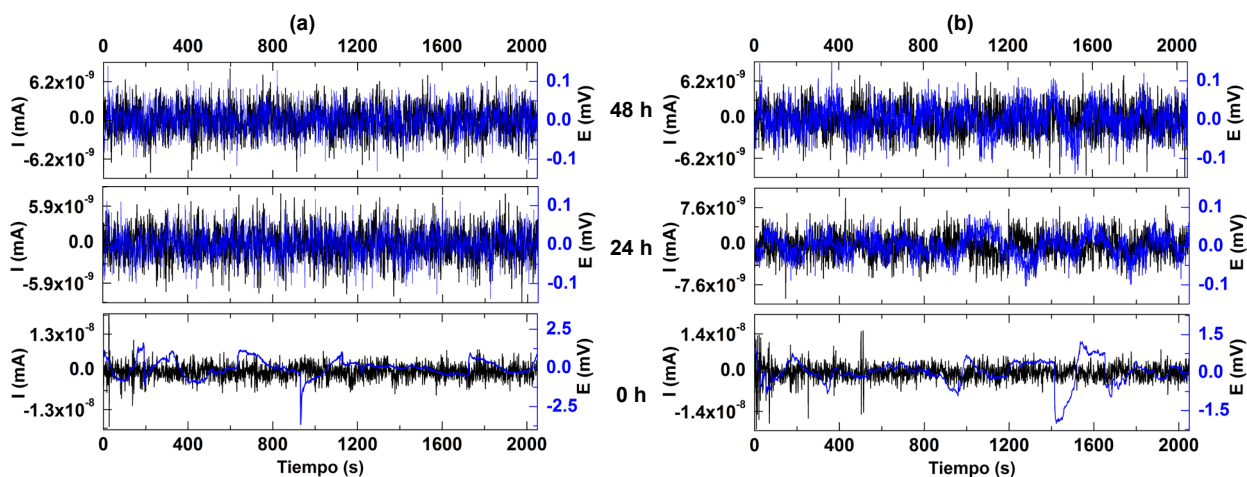 (a)
0 400 800 1200 1600 2000
6.2x10⁻⁹
0.0
-6.2x10⁻⁹
I (mA)
0.1
0.0
-0.1
E (mV)
5.9x10⁻⁹
0.0
-5.9x10⁻⁹
I (mA)
0.1
0.0
-0.1
E (mV)
1.3x10⁻⁸
0.0
-1.3x10⁻⁸
I (mA)
2.5
0.0
-2.5
E (mV)
0 400 800 1200 1600 2000
Tiempo (s)
48 h
24 h
0 h
(b)
0 400 800 1200 1600 2000
6.2x10⁻⁹
0.0
-6.2x10⁻⁹
I (mA)
0.1
0.0
-0.1
E (mV)
7.6x10⁻⁹
0.0
-7.6x10⁻⁹
I (mA)
0.1
0.0
-0.1
E (mV)
1.4x10⁻⁸
0.0
-1.4x10⁻⁸
I (mA)
1.5
0.0
-1.5
E (mV)
0 400 800 1200 1600 2000
Tiempo (s)